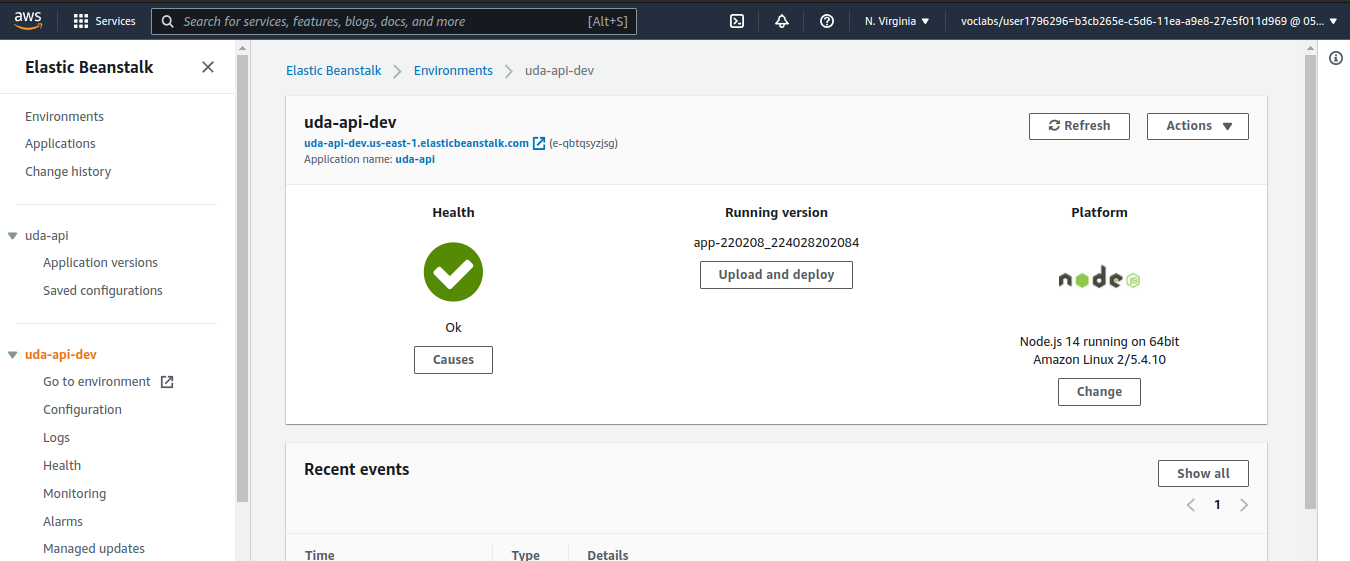 aws
Services
Search for services, features, blogs, docs, and more
[Alt+S]
N. Virginia
voclabs/user1796296=b3cb265e-c5d6-11ea-a9e8-27e5f011d969 @ 05...
Elastic Beanstalk
Environments
Applications
Change history
uda-api
Application versions
Saved configurations
uda-api-dev
Go to environment
Configuration
Logs
Health
Monitoring
Alarms
Managed updates
Elastic Beanstalk
Environments
uda-api-dev
uda-api-dev
uda-api-dev.us-east-1.elasticbeanstalk.com (e-qbtqsyzjsg)
Application name: uda-api
Refresh
Actions
Health
Ok
Causes
Running version
app-220208_224028202084
Upload and deploy
Platform
node
JS
Node.js 14 running on 64bit
Amazon Linux 2/5.4.10
Change
Recent events
Show all
1
Time
Type
Details